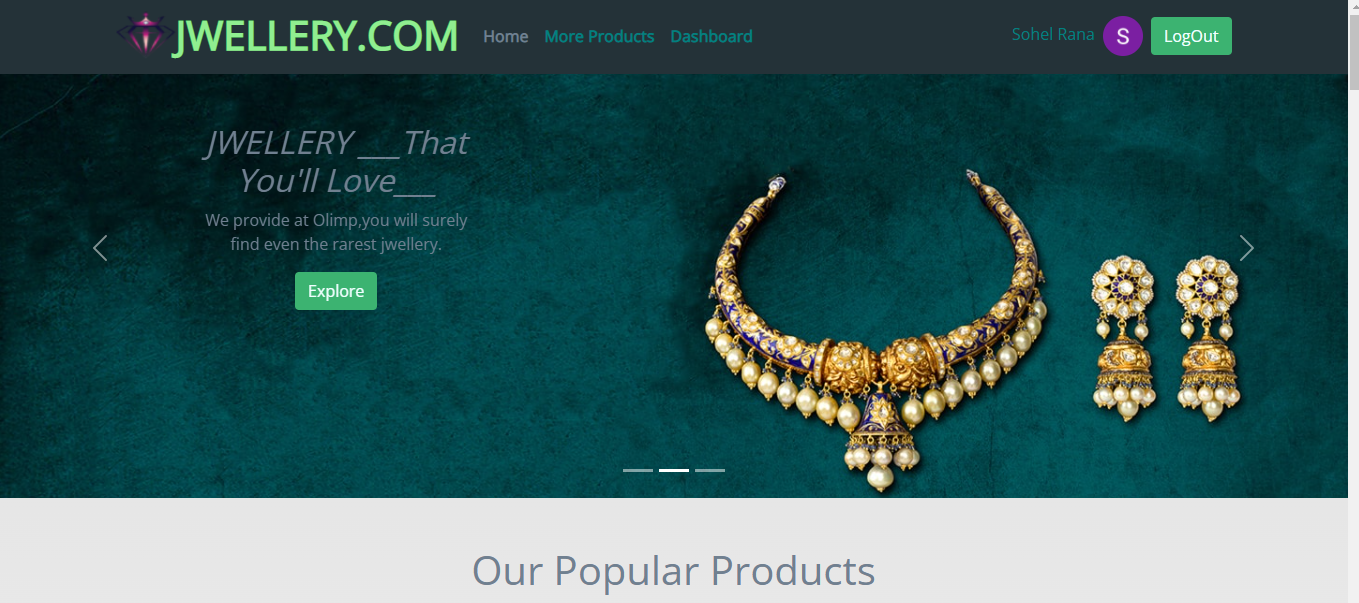 JWELLERY.COM
Home More Products Dashboard
Sohel Rana S LogOut
JWELLERY ___That
You'll Love___
We provide at Olimp,you will surely
find even the rarest jwellery.
Explore
Our Popular Products